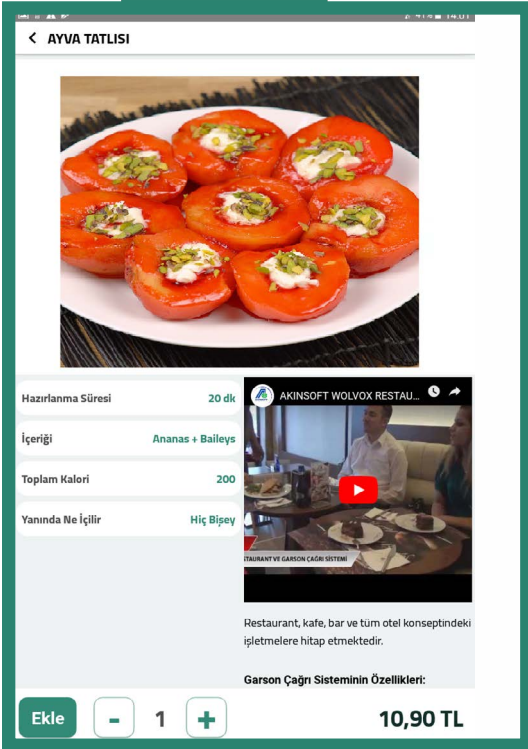 AYVA TATLISI
Hazırlanma Süresi 20 dk
İçeriği Ananas + Baileys
Toplam Kalori 200
Yanında Ne İçilir Hiç Bişey
AKINSOFT WOLVOX RESTAU...
STAURANT VE GARSON ÇAĞRI SİSTEMİ
Restaurant, kafe, bar ve tüm otel konseptindeki
işletmelere hitap etmektedir.
Garson Çağrı Sisteminin Özellikleri:
Ekle - 1 + 10,90 TL